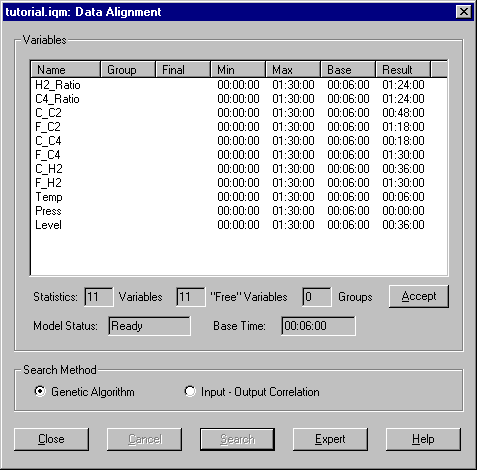 tutorial.iqm: Data Alignment
Variables
Name Group Final Min Max Base Result
H2_Ratio 00:00:00 01:30:00 00:06:00 01:24:00
C4_Ratio 00:00:00 01:30:00 00:06:00 01:24:00
C_C2 00:00:00 01:30:00 00:06:00 00:48:00
F_C2 00:00:00 01:30:00 00:06:00 01:18:00
C_C4 00:00:00 01:30:00 00:06:00 00:18:00
F_C4 00:00:00 01:30:00 00:06:00 01:30:00
C_H2 00:00:00 01:30:00 00:06:00 00:36:00
F_H2 00:00:00 01:30:00 00:06:00 01:30:00
Temp 00:00:00 01:30:00 00:06:00 00:06:00
Press 00:00:00 01:30:00 00:06:00 00:00:00
Level 00:00:00 01:30:00 00:06:00 00:36:00
Statistics: 11 Variables 11 "Free" Variables 0 Groups Accept
Model Status: Ready Base Time: 00:06:00
Search Method
Genetic Algorithm Input - Output Correlation
Close Cancel Search Expert Help